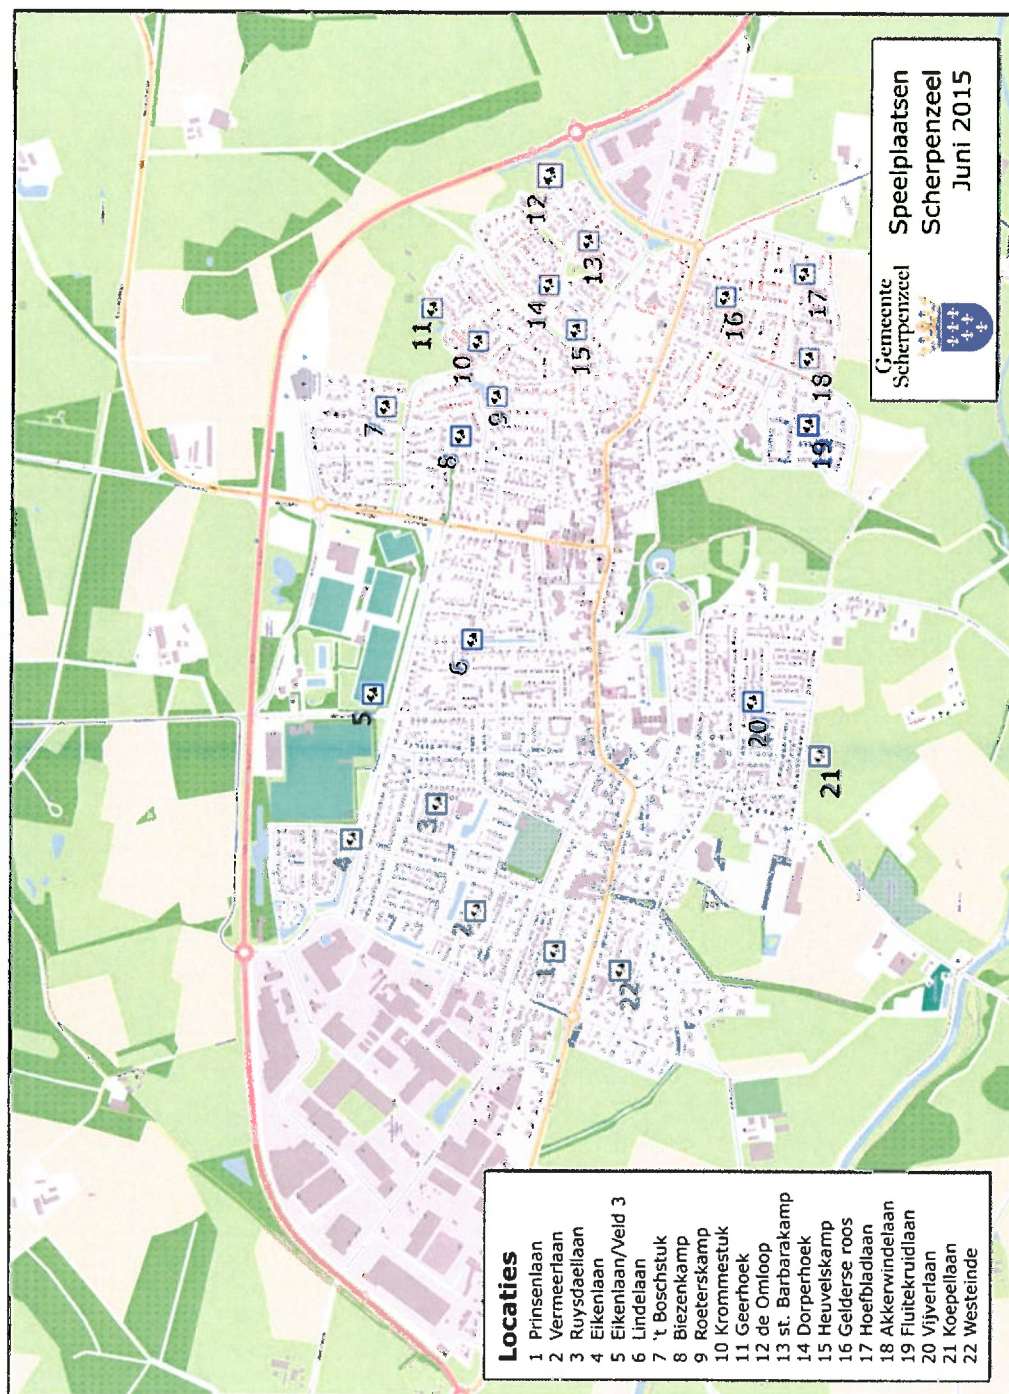 Gemeente
Scherpenzeel
Speelplaatsen
Scherpenzeel
Juni 2015
Locaties
1 Prinsenlaan
2 Vermeerlaan
3 Ruysdaellaan
4 Eikenlaan
5 Eikenlaan/Veld 3
6 Lindelaan
7 't Boschstuk
8 Biezenkamp
9 Roeterskamp
10 Krommestuk
11 Geerhoek
12 de Omloop
13 st. Barbarakamp
14 Dorperhoek
15 Heuvelskamp
16 Gelderse roos
17 Hoefbladlaan
18 Akkerwindelaan
19 Fluitekruidlaan
20 Vijverlaan
21 Koepellaan
22 Westeinde
1
2
3
4
5
6
7
8
9
10
11
12
13
14
15
16
17
18
19
20
21
22